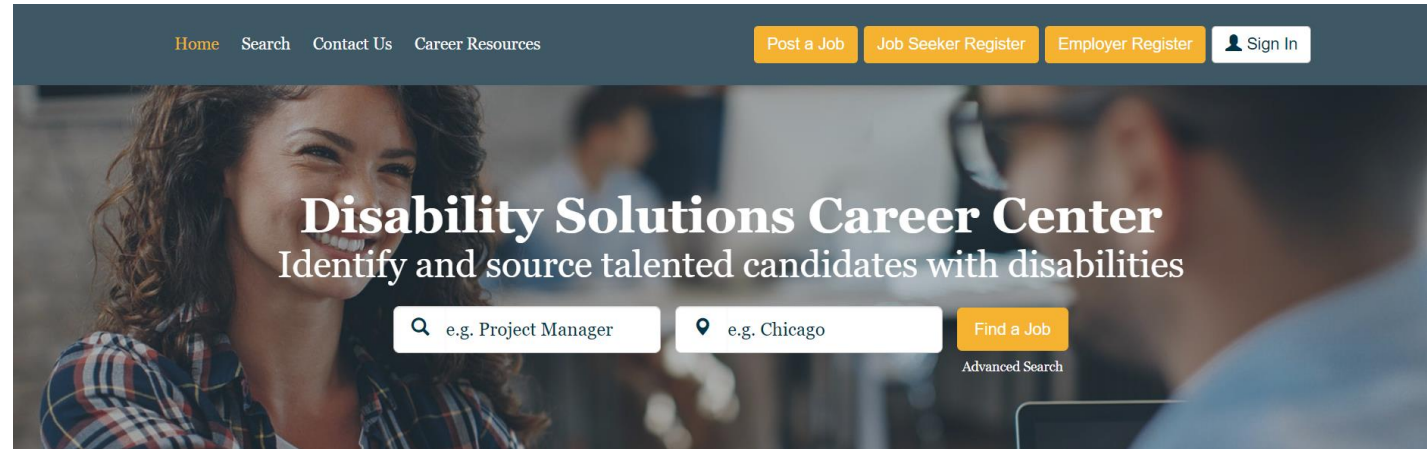 Home Search Contact Us Career Resources Post a Job Job Seeker Register Employer Register Sign In
Disability Solutions Career Center
Identify and source talented candidates with disabilities
e.g. Project Manager e.g. Chicago Find a Job
Advanced Search